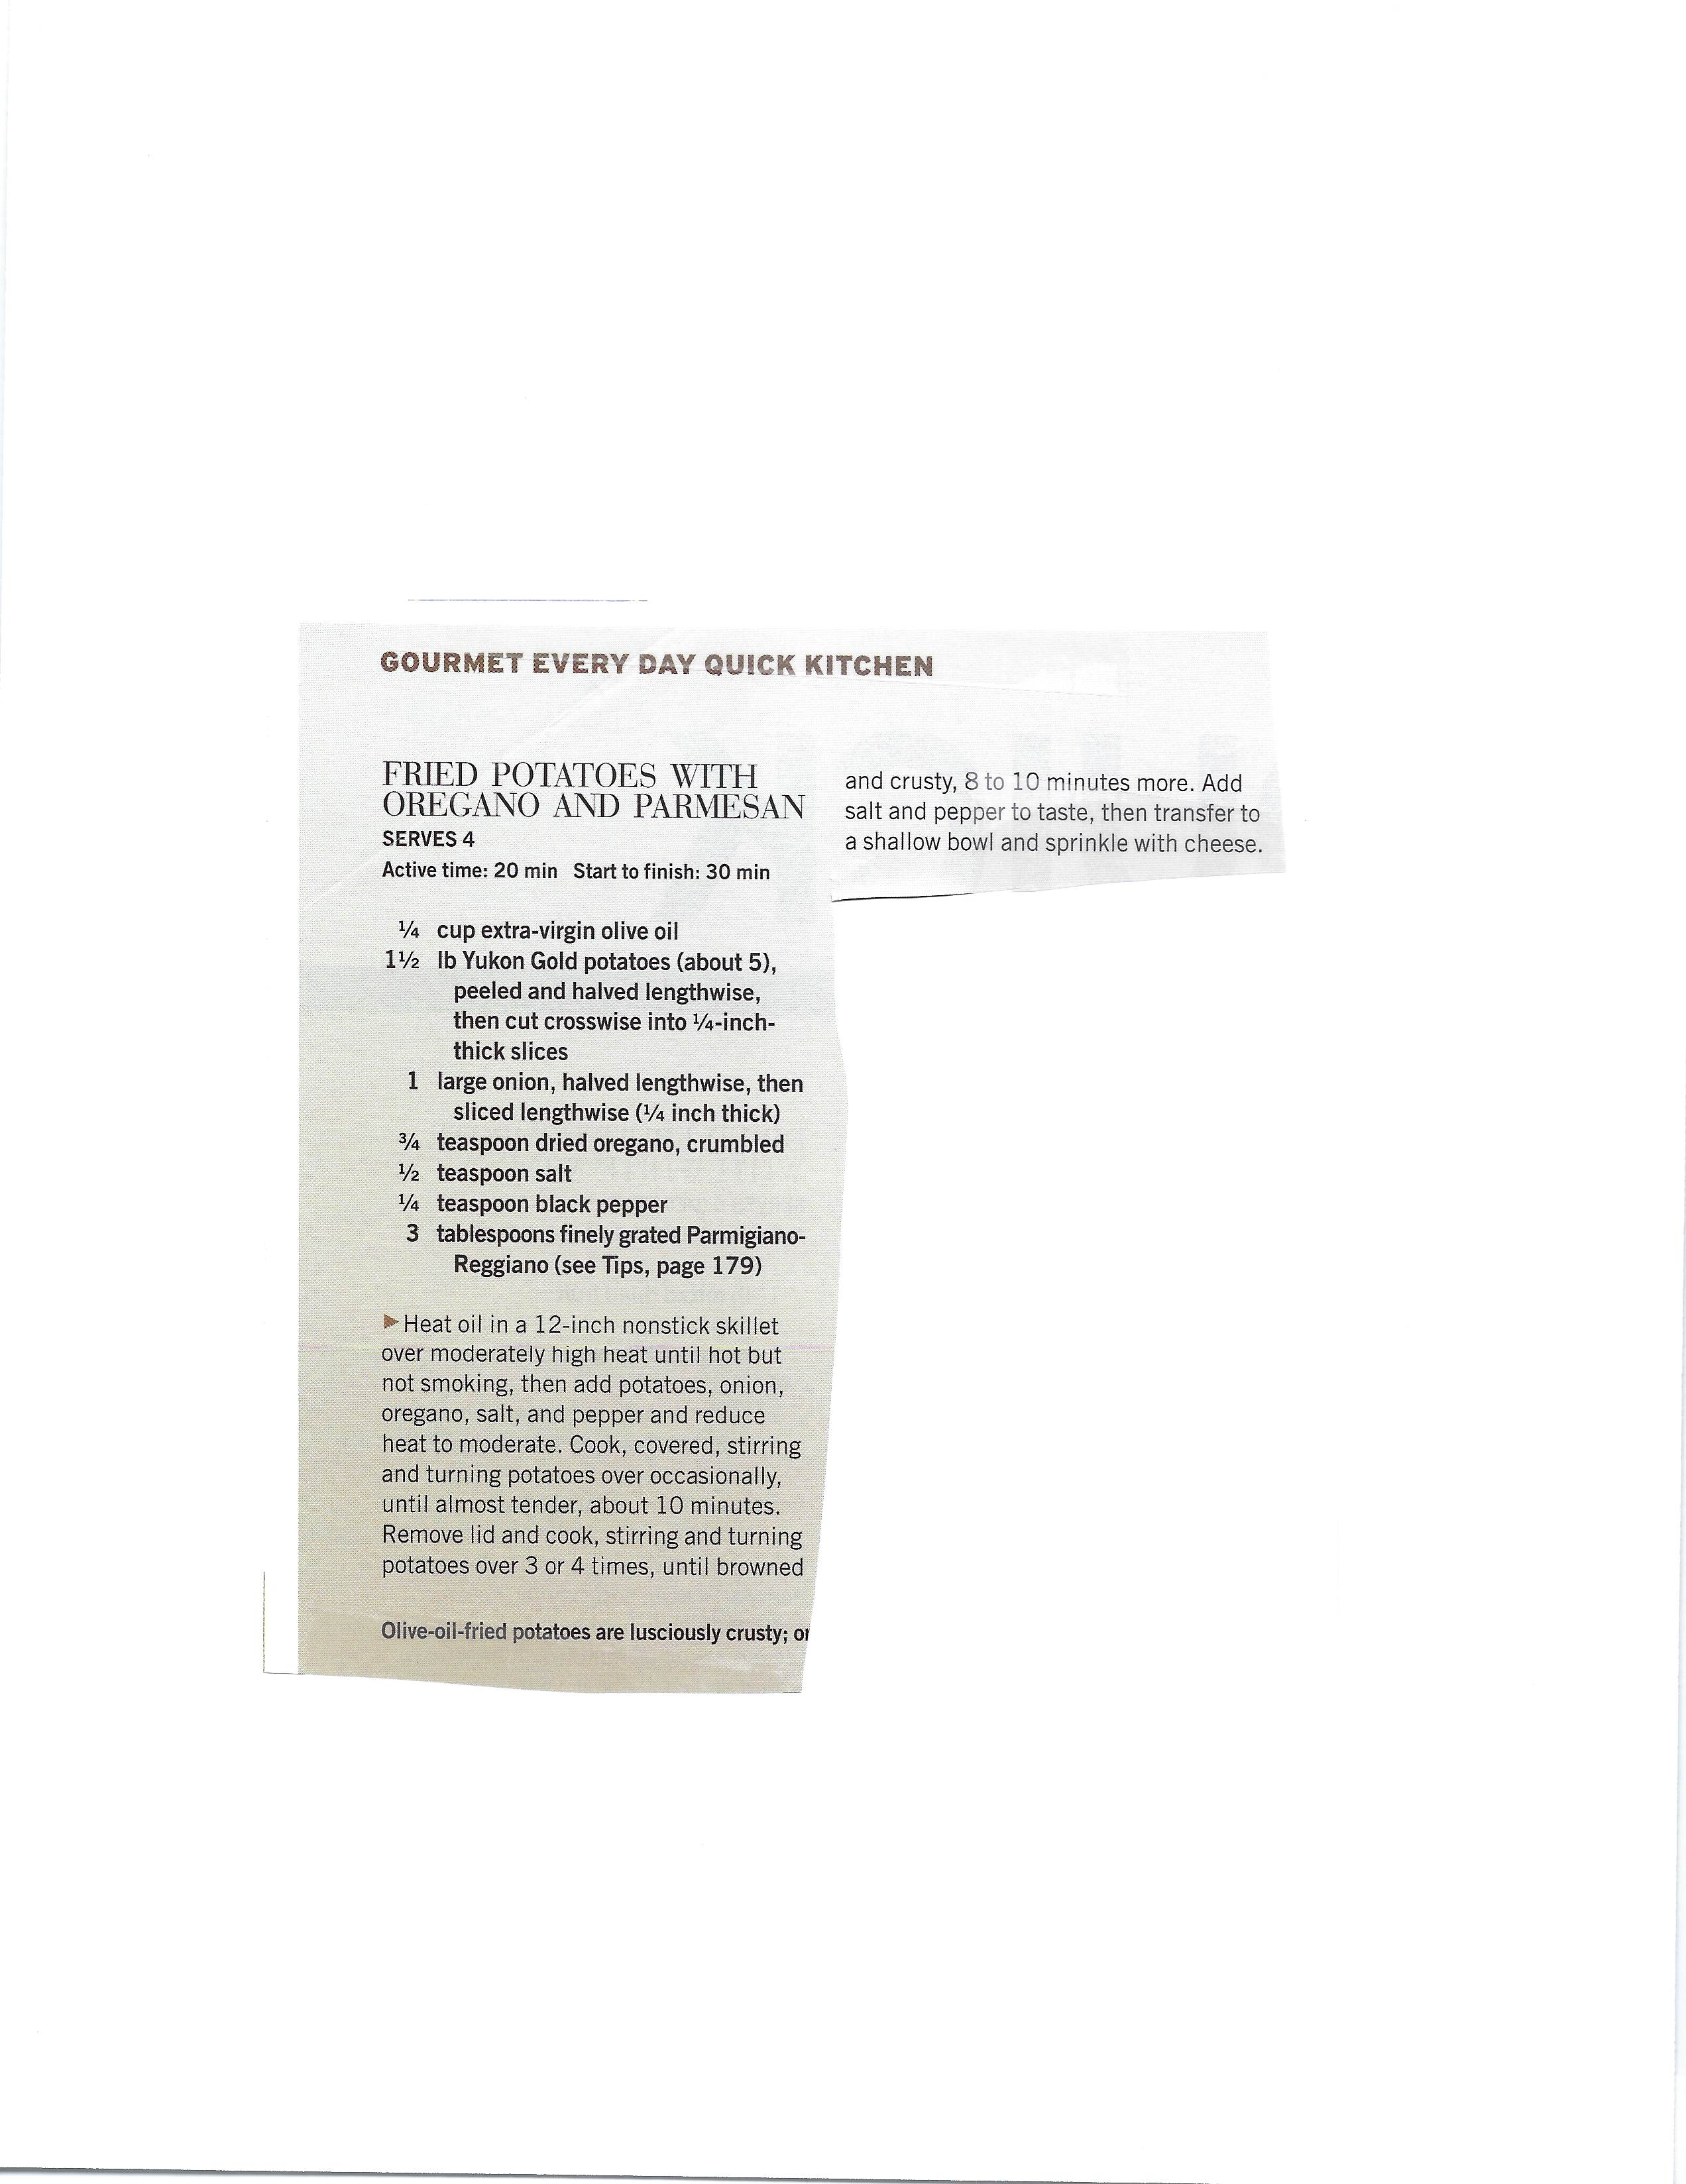 GOURMET EVERY DAY QUICK KITCHEN
FRIED POTATOES WITH
OREGANO AND PARMESAN
SERVES 4
Active time: 20 min Start to finish: 30 min
¼ cup extra-virgin olive oil
1½ lb Yukon Gold potatoes (about 5),
peeled and halved lengthwise,
then cut crosswise into ¼-inch-
thick slices
1 large onion, halved lengthwise, then
sliced lengthwise (¼ inch thick)
¾ teaspoon dried oregano, crumbled
½ teaspoon salt
¼ teaspoon black pepper
3 tablespoons finely grated Parmigiano-
Reggiano (see Tips, page 179)
▶Heat oil in a 12-inch nonstick skillet
over moderately high heat until hot but
not smoking, then add potatoes, onion,
oregano, salt, and pepper and reduce
heat to moderate. Cook, covered, stirring
and turning potatoes over occasionally,
until almost tender, about 10 minutes.
Remove lid and cook, stirring and turning
potatoes over 3 or 4 times, until browned
and crusty, 8 to 10 minutes more. Add
salt and pepper to taste, then transfer to
a shallow bowl and sprinkle with cheese.
Olive-oil-fried potatoes are lusciously crusty;